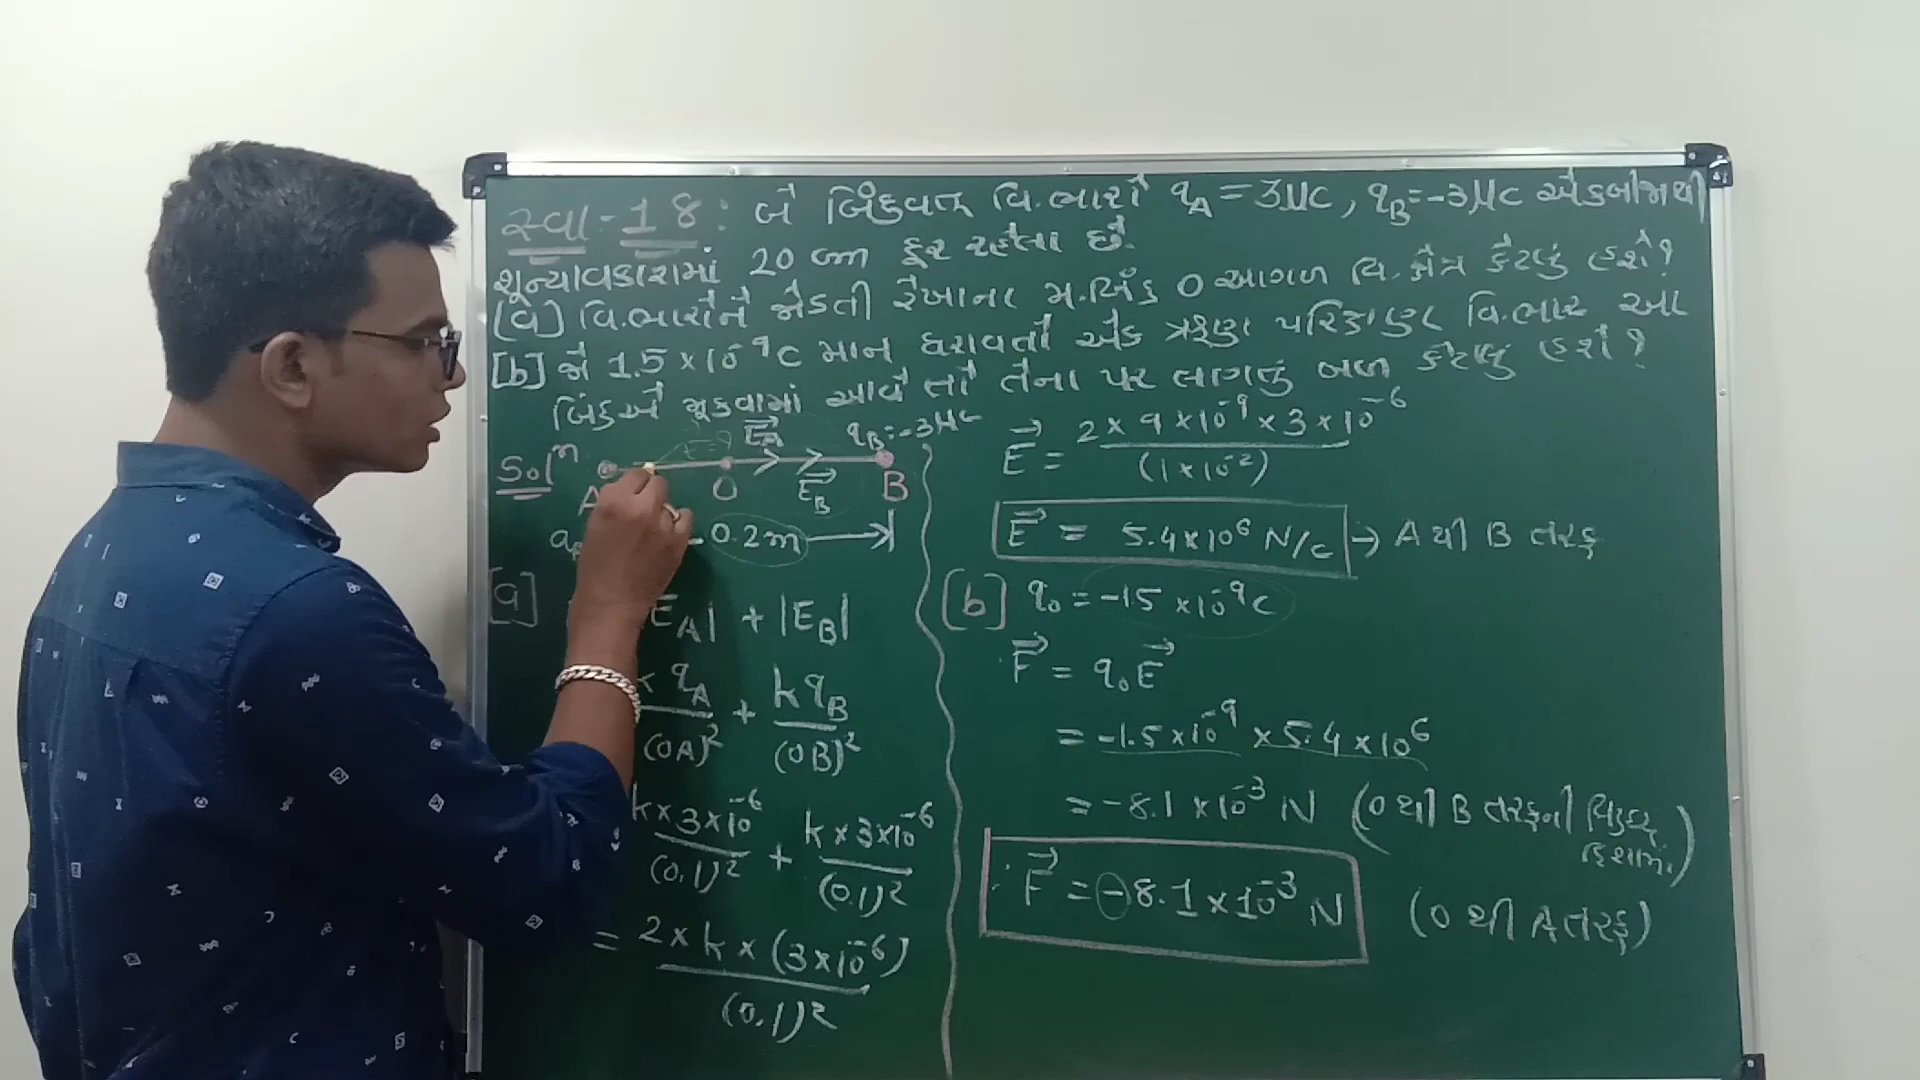 સ્વા-18: બે બિંદુવત્ વિ.ભારો qA = 3μC, qB = -3μC એકબીજાથી
શૂન્યાવકાશમાં 20 cm દૂર રહેલા છે.
[a] વિ.ભારોને જોડતી રેખાના મ.બિંદુ O આગળ વિ.ક્ષેત્ર કેટલું હશે?
[b] જો 1.5 × 10⁻⁹ C માન ધરાવતો એક ઋણ પરિક્ષણ વિ.ભાર આ
બિંદુએ મૂકવામાં આવે તો તેના પર લાગતું બળ કેટલું હશે?
Solⁿ
A O B
E⃗A E⃗B
qB = -3μC
0.2m
[a]
EA| + |EB|
qA/(OA)² + kqB/(OB)²
k×3×10⁻⁶/(0.1)² + k×3×10⁻⁶/(0.1)²
= 2×k×(3×10⁻⁶)/(0.1)²
E⃗ = 2×9×10⁻⁹×3×10⁻⁶/(1×10⁻²)
E⃗ = 5.4×10⁶ N/C → A થી B તરફ
[b] q₀ = -1.5 ×10⁻⁹C
F⃗ = q₀E⃗
= -1.5×10⁻⁹ × 5.4×10⁶
= -8.1 ×10⁻³ N (O થી B તરફની વિરુદ્ધ
દિશામાં)
F⃗ = -8.1×10⁻³ N (O થી A તરફ)